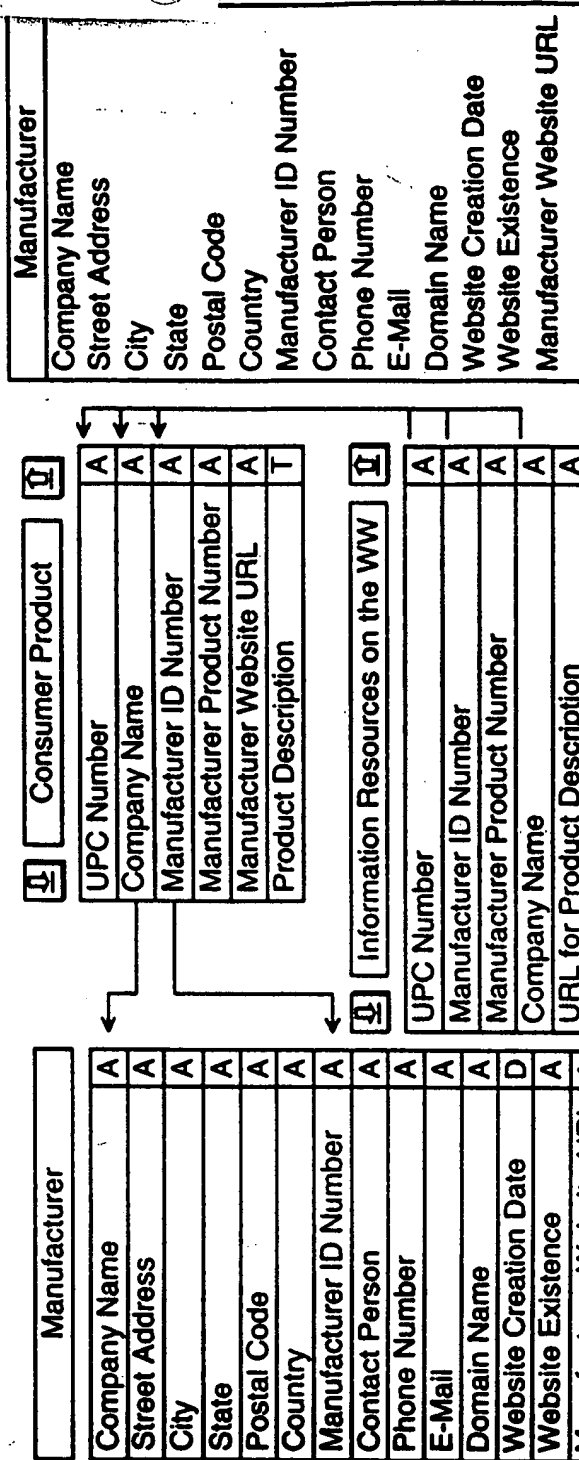 Manufacturer
Company Name A
Street Address A
City A
State A
Postal Code A
Country A
Manufacturer ID Number A
Contact Person A
Phone Number A
E-Mail A
Domain Name A
Website Creation Date D
Website Existence A
Consumer Product
UPC Number A
Company Name A
Manufacturer ID Number A
Manufacturer Product Number A
Manufacturer Website URL A
Product Description T
Information Resources on the WW
UPC Number A
Manufacturer ID Number A
Manufacturer Product Number A
Company Name A
URL for Product Description A
Manufacturer
Company Name
Street Address
City
State
Postal Code
Country
Manufacturer ID Number
Contact Person
Phone Number
E-Mail
Domain Name
Website Creation Date
Website Existence
Manufacturer Website URL